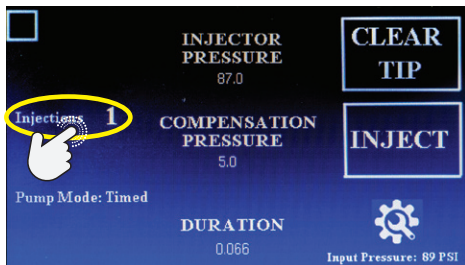 INJECTOR
PRESSURE
87.0
CLEAR
TIP
Injections 1
COMPENSATION
PRESSURE
5.0
INJECT
Pump Mode: Timed
DURATION
0.066
Input Pressure: 89 PSI